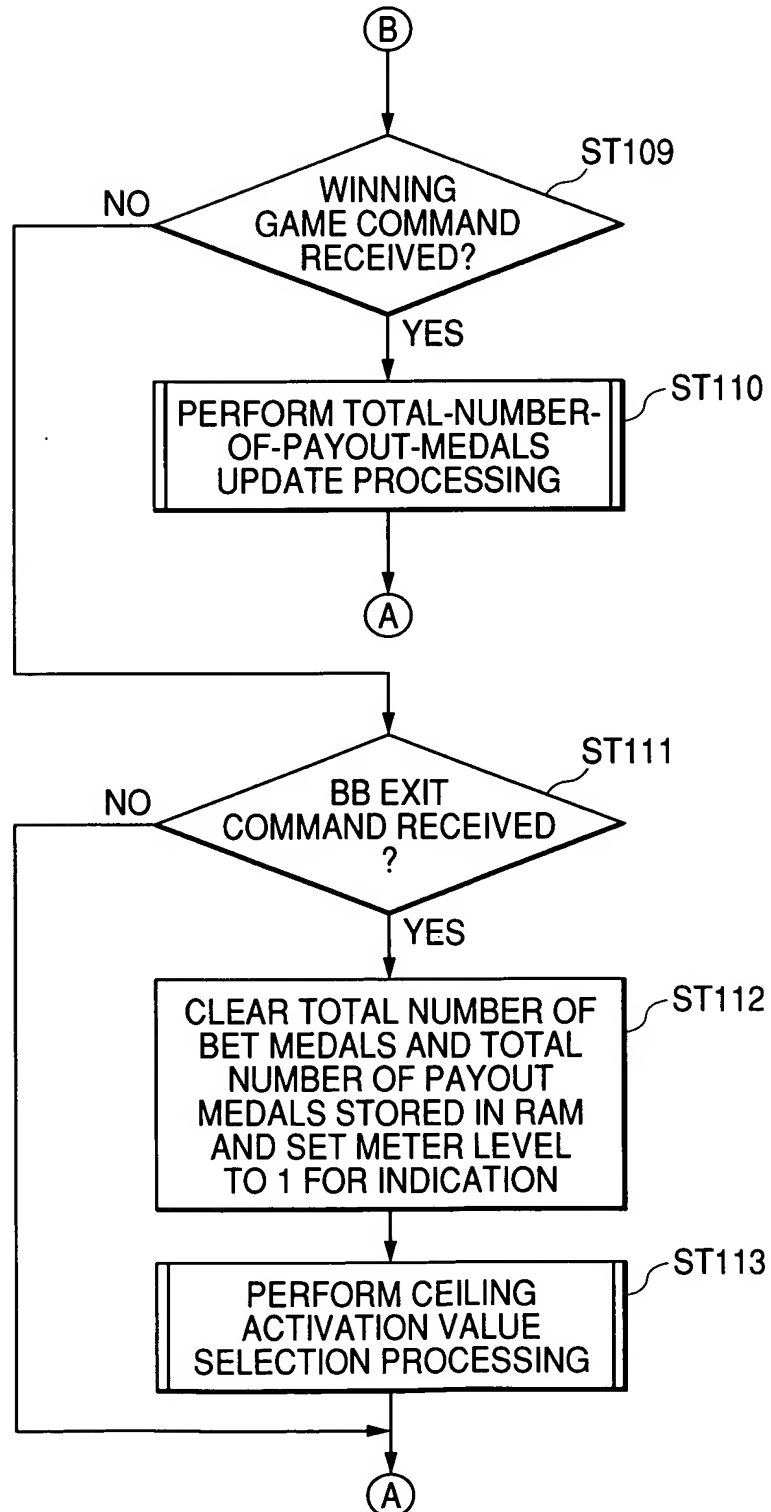 B
ST109
WINNING
GAME COMMAND
RECEIVED?
NO
YES
ST110
PERFORM TOTAL-NUMBER-
OF-PAYOUT-MEDALS
UPDATE PROCESSING
A
ST111
BB EXIT
COMMAND RECEIVED
?
NO
YES
ST112
CLEAR TOTAL NUMBER OF
BET MEDALS AND TOTAL
NUMBER OF PAYOUT
MEDALS STORED IN RAM
AND SET METER LEVEL
TO 1 FOR INDICATION
ST113
PERFORM CEILING
ACTIVATION VALUE
SELECTION PROCESSING
A